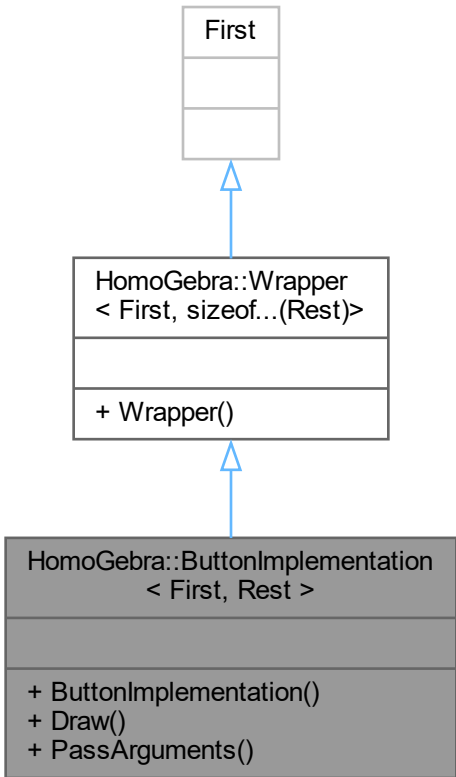 First
HomoGebra::Wrapper
< First, sizeof...(Rest)>
+ Wrapper()
HomoGebra::ButtonImplementation
< First, Rest >
+ ButtonImplementation()
+ Draw()
+ PassArguments()